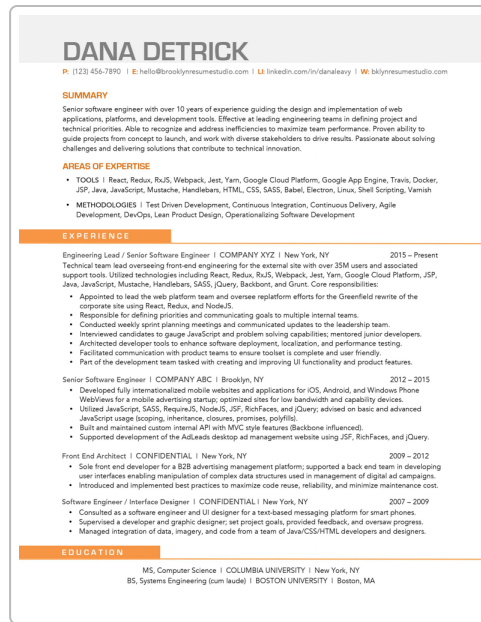 DANA DETRICK
P: (123) 456-7890 | E: hello@brooklynresumestudio.com | LI: linkedin.com/in/danaleavy | W: bklynresumestudio.com
SUMMARY
Senior software engineer with over 10 years of experience guiding the design and implementation of web
applications, platforms, and development tools. Effective at leading engineering teams in defining project and
technical priorities. Able to recognize and address inefficiencies to maximize team performance. Proven ability to
guide projects from concept to launch, and work with diverse stakeholders to drive results. Passionate about solving
challenges and delivering solutions that contribute to technical innovation.
AREAS OF EXPERTISE
• TOOLS | React, Redux, RxJS, Webpack, Jest, Yarn, Google Cloud Platform, Google App Engine, Travis, Docker,
JSP, Java, JavaScript, Mustache, Handlebars, HTML, CSS, SASS, Babel, Electron, Linux, Shell Scripting, Varnish
• METHODOLOGIES | Test Driven Development, Continuous Integration, Continuous Delivery, Agile
Development, DevOps, Lean Product Design, Operationalizing Software Development
EXPERIENCE
Engineering Lead / Senior Software Engineer | COMPANY XYZ | New York, NY 2015 – Present
Technical team lead overseeing front-end engineering for the external site with over 35M users and associated
support tools. Utilized technologies including React, Redux, RxJS, Webpack, Jest, Yarn, Google Cloud Platform, JSP,
Java, JavaScript, Mustache, Handlebars, SASS, jQuery, Backbont, and Grunt. Core responsibilities:
• Appointed to lead the web platform team and oversee replatform efforts for the Greenfield rewrite of the
corporate site using React, Redux, and NodeJS.
• Responsible for defining priorities and communicating goals to multiple internal teams.
• Conducted weekly sprint planning meetings and communicated updates to the leadership team.
• Interviewed candidates to gauge JavaScript and problem solving capabilities; mentored junior developers.
• Architected developer tools to enhance software deployment, localization, and performance testing.
• Facilitated communication with product teams to ensure toolset is complete and user friendly.
• Part of the development team tasked with creating and improving UI functionality and product features.
Senior Software Engineer | COMPANY ABC | Brooklyn, NY 2012 – 2015
• Developed fully internationalized mobile websites and applications for iOS, Android, and Windows Phone
WebViews for a mobile advertising startup; optimized sites for low bandwidth and capability devices.
• Utilized JavaScript, SASS, RequireJS, NodeJS, JSF, RichFaces, and jQuery; advised on basic and advanced
JavaScript usage (scoping, inheritance, closures, promises, polyfills).
• Built and maintained custom internal API with MVC style features (Backbone influenced).
• Supported development of the AdLeads desktop ad management website using JSF, RichFaces, and jQuery.
Front End Architect | CONFIDENTIAL | New York, NY 2009 – 2012
• Sole front end developer for a B2B advertising management platform; supported a back end team in developing
user interfaces enabling manipulation of complex data structures used in management of digital ad campaigns.
• Introduced and implemented best practices to maximize code reuse, reliability, and minimize maintenance cost.
Software Engineer / Interface Designer | CONFIDENTIAL | New York, NY 2007 – 2009
• Consulted as a software engineer and UI designer for a text-based messaging platform for smart phones.
• Supervised a developer and graphic designer; set project goals, provided feedback, and oversaw progress.
• Managed integration of data, imagery, and code from a team of Java/CSS/HTML developers and designers.
EDUCATION
MS, Computer Science | COLUMBIA UNIVERSITY | New York, NY
BS, Systems Engineering (cum laude) | BOSTON UNIVERSITY | Boston, MA